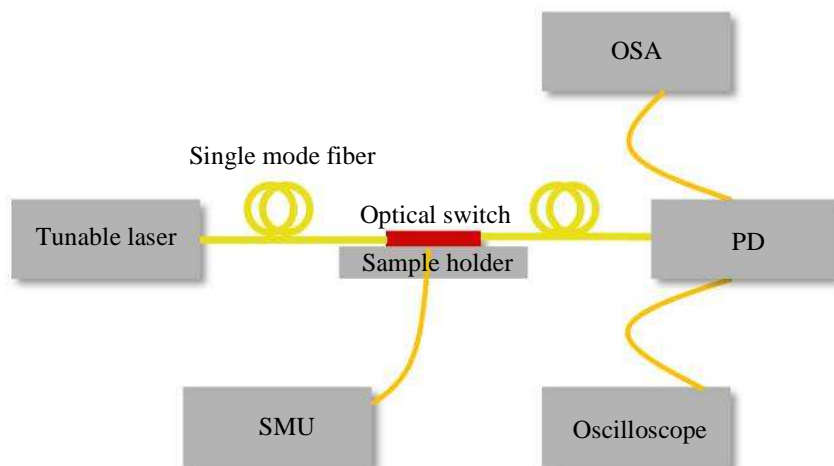 OSA
Single mode fiber
Tunable laser
Optical switch
Sample holder
PD
SMU
Oscilloscope